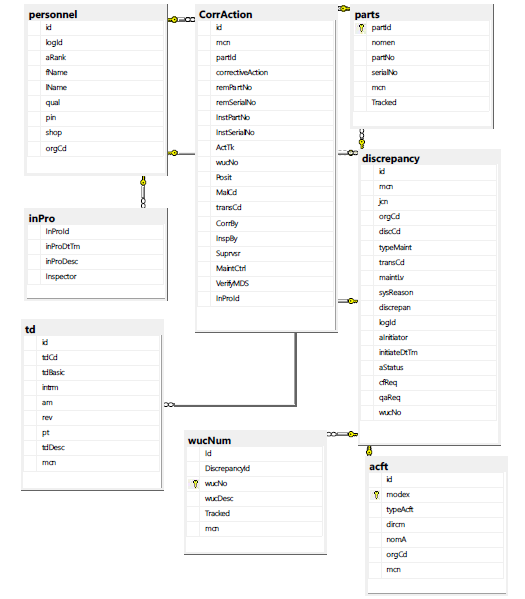 personnel
id
logId
aRank
fName
lName
qual
pin
shop
orgCd
CorrAction
id
mcn
partId
correctiveAction
remPartNo
remSerialNo
InstPartNo
InstSerialNo
ActTk
wucNo
Posit
MalCd
transCd
CorrBy
InspBy
Suprvsr
MaintCtrl
VerifyMDS
InProId
parts
partId
nomen
partNo
serialNo
mcn
Tracked
discrepancy
id
mcn
jcn
orgCd
discCd
typeMaint
transCd
maintLv
sysReason
discrepan
logId
aInitiator
initiateDtTm
aStatus
cfReq
qaReq
wucNo
inPro
InProId
inProDtTm
inProDesc
Inspector
td
id
tdCd
tdBasic
intrm
am
rev
pt
tdDesc
mcn
wucNum
Id
DiscrepancyId
wucNo
wucDesc
Tracked
mcn
acft
id
modex
typeAcft
dircm
nomA
orgCd
mcn